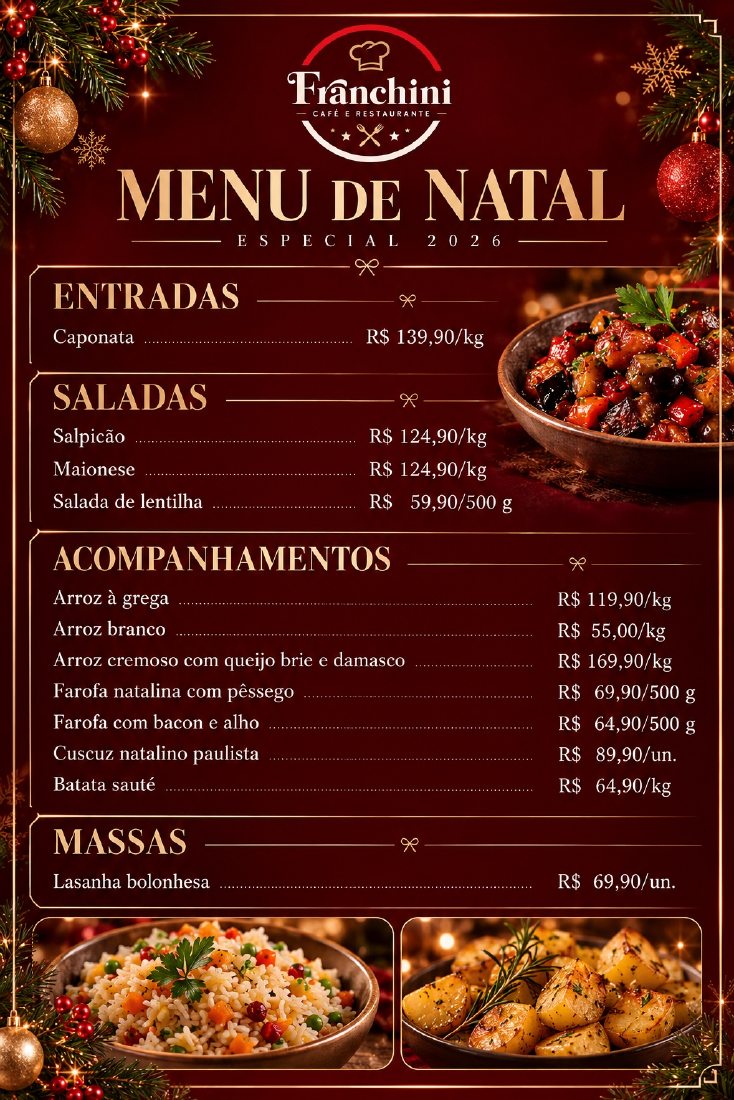 Franchini
CAFÉ E RESTAURANTE
MENU DE NATAL
ESPECIAL 2026
ENTRADAS
Caponata R$ 139,90/kg
SALADAS
Salpicão R$ 124,90/kg
Maionese R$ 124,90/kg
Salada de lentilha R$ 59,90/500 g
ACOMPANHAMENTOS
Arroz à grega R$ 119,90/kg
Arroz branco R$ 55,00/kg
Arroz cremoso com queijo brie e damasco R$ 169,90/kg
Farofa natalina com pêssego R$ 69,90/500 g
Farofa com bacon e alho R$ 64,90/500 g
Cuscuz natalino paulista R$ 89,90/un.
Batata sauté R$ 64,90/kg
MASSAS
Lasanha bolonhesa R$ 69,90/un.